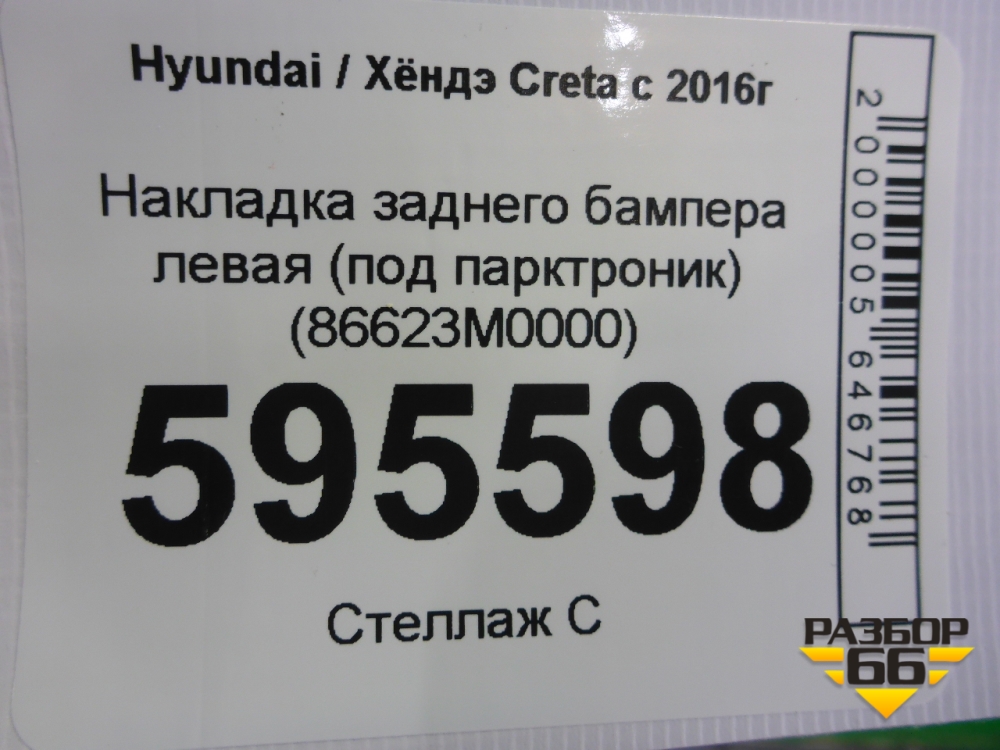 Hyundai / Хёндэ Creta с 2016г
Накладка заднего бампера
левая (под парктроник)
(86623M0000)
595598
Стеллаж С
2000005646768
РАЗБОР
66